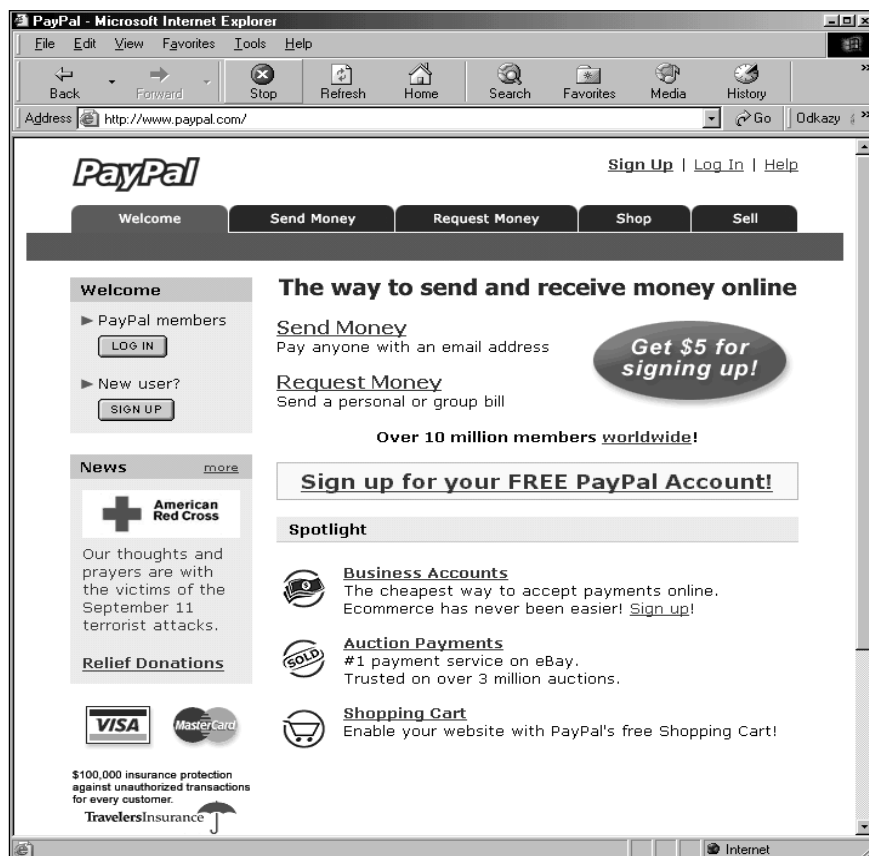 PayPal - Microsoft Internet Explorer
File Edit View Favorites Tools Help
Back Forward Stop Refresh Home Search Favorites Media History »
Address http://www.paypal.com/ Go Odkazy »
PayPal
Sign Up | Log In | Help
Welcome Send Money Request Money Shop Sell
Welcome
PayPal members
LOG IN
New user?
SIGN UP
News more
American
Red Cross
Our thoughts and
prayers are with
the victims of the
September 11
terrorist attacks.
Relief Donations
VISA MasterCard
$100,000 insurance protection
against unauthorized transactions
for every customer.
TravelersInsurance
The way to send and receive money online
Send Money
Pay anyone with an email address
Request Money
Send a personal or group bill
Get $5 for
signing up!
Over 10 million members worldwide!
Sign up for your FREE PayPal Account!
Spotlight
Business Accounts
The cheapest way to accept payments online.
Ecommerce has never been easier! Sign up!
SOLD
Auction Payments
#1 payment service on eBay.
Trusted on over 3 million auctions.
Shopping Cart
Enable your website with PayPal's free Shopping Cart!
Internet